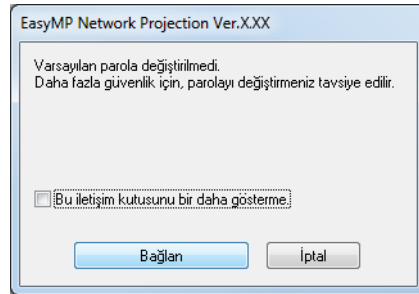 EasyMP Network Projection Ver.X.XX
Varsayılan parola değiştirilmedi.
Daha fazla güvenlik için, parolayı değiştirmeniz tavsiye edilir.
Bu iletişim kutusunu bir daha gösterme.
Bağlan İptal